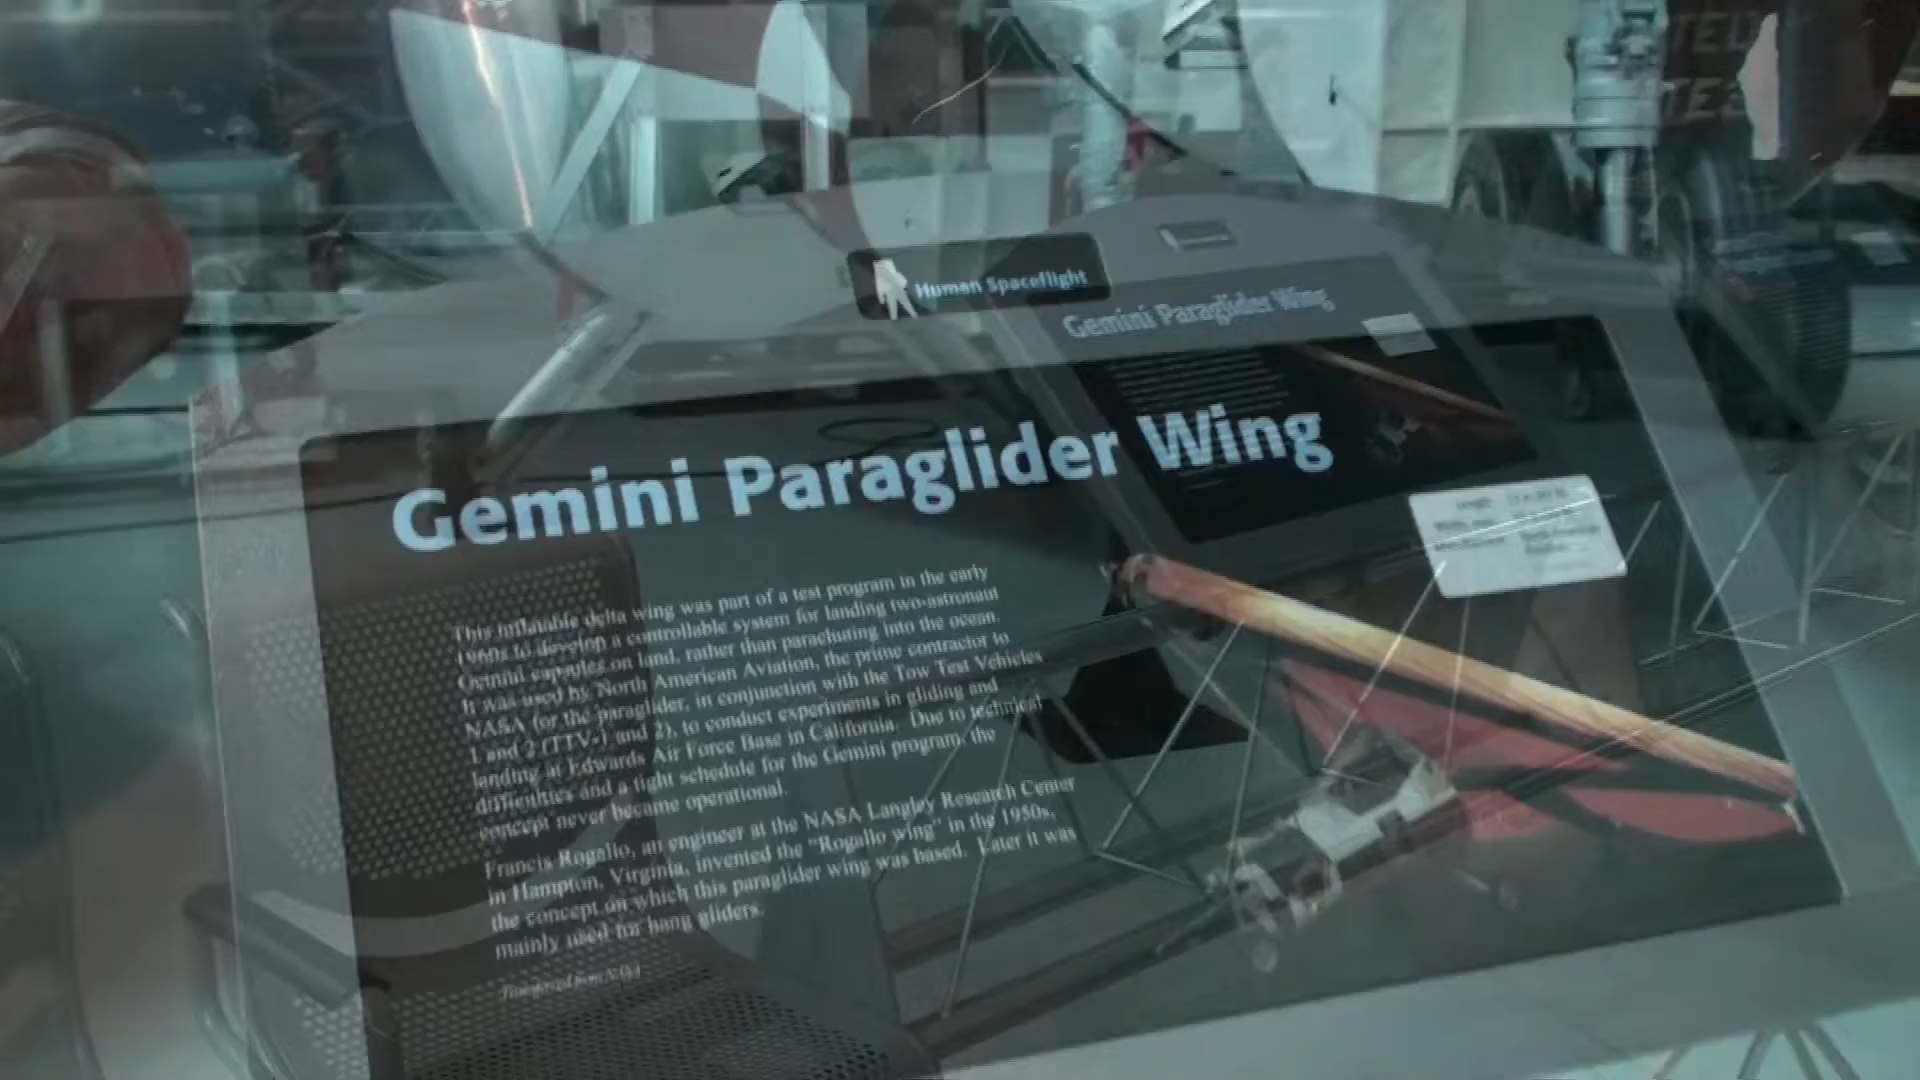 Human Spaceflight
Gemini Paraglider Wing
Gemini Paraglider Wing
This inflatable delta wing was part of a test program in the early
1960s to develop a controllable system for landing two-astronaut
Gemini capsules on land, rather than parachuting into the ocean.
It was used by North American Aviation, the prime contractor to
NASA for the paraglider, in conjunction with the Tow Test Vehicles
1 and 2 (TTV-1 and 2), to conduct experiments in gliding and
landing at Edwards Air Force Base in California. Due to technical
difficulties and a tight schedule for the Gemini program, the
concept never became operational.
Francis Rogallo, an engineer at the NASA Langley Research Center
in Hampton, Virginia, invented the "Rogallo wing" in the 1950s,
the concept on which this paraglider wing was based. Later it was
mainly used for hang gliders.
Transferred from NASA
Length: